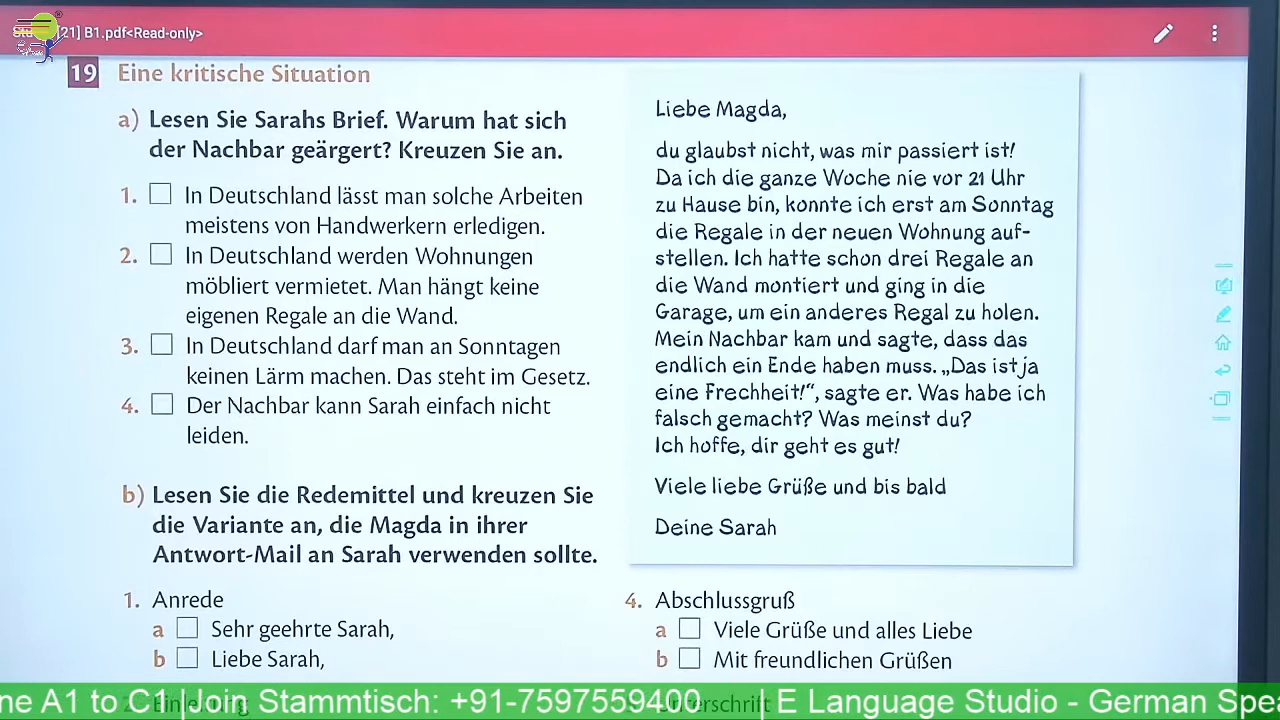 [21] B1.pdf<Read-only>
19 Eine kritische Situation
a) Lesen Sie Sarahs Brief. Warum hat sich
der Nachbar geärgert? Kreuzen Sie an.
1. In Deutschland lässt man solche Arbeiten
meistens von Handwerkern erledigen.
2. In Deutschland werden Wohnungen
möbliert vermietet. Man hängt keine
eigenen Regale an die Wand.
3. In Deutschland darf man an Sonntagen
keinen Lärm machen. Das steht im Gesetz.
4. Der Nachbar kann Sarah einfach nicht
leiden.
Liebe Magda,
du glaubst nicht, was mir passiert ist!
Da ich die ganze Woche nie vor 21 Uhr
zu Hause bin, konnte ich erst am Sonntag
die Regale in der neuen Wohnung auf-
stellen. Ich hatte schon drei Regale an
die Wand montiert und ging in die
Garage, um ein anderes Regal zu holen.
Mein Nachbar kam und sagte, dass das
endlich ein Ende haben muss. „Das ist ja
eine Frechheit!“, sagte er. Was habe ich
falsch gemacht? Was meinst du?
Ich hoffe, dir geht es gut!
Viele liebe Grüße und bis bald
Deine Sarah
b) Lesen Sie die Redemittel und kreuzen Sie
die Variante an, die Magda in ihrer
Antwort-Mail an Sarah verwenden sollte.
1. Anrede
a Sehr geehrte Sarah,
b Liebe Sarah,
4. Abschlussgruß
a Viele Grüße und alles Liebe
b Mit freundlichen Grüßen
ne A1 to C1 |Join Stammtisch: +91-7597559400 | E Language Studio - German Spea